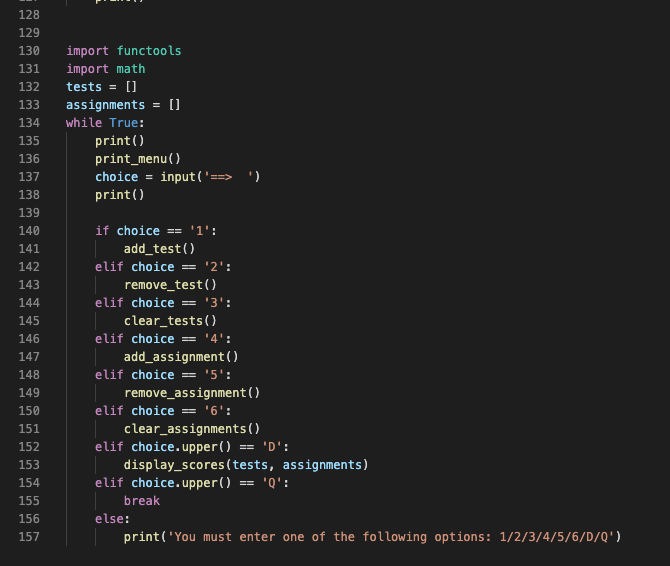 128
129
130 import functools
131 import math
132 tests = []
133 assignments = []
134 while True:
135     print()
136     print_menu()
137     choice = input('==>  ')
138     print()
139
140     if choice == '1':
141         add_test()
142     elif choice == '2':
143         remove_test()
144     elif choice == '3':
145         clear_tests()
146     elif choice == '4':
147         add_assignment()
148     elif choice == '5':
149         remove_assignment()
150     elif choice == '6':
151         clear_assignments()
152     elif choice.upper() == 'D':
153         display_scores(tests, assignments)
154     elif choice.upper() == 'Q':
155         break
156     else:
157         print('You must enter one of the following options: 1/2/3/4/5/6/D/Q')